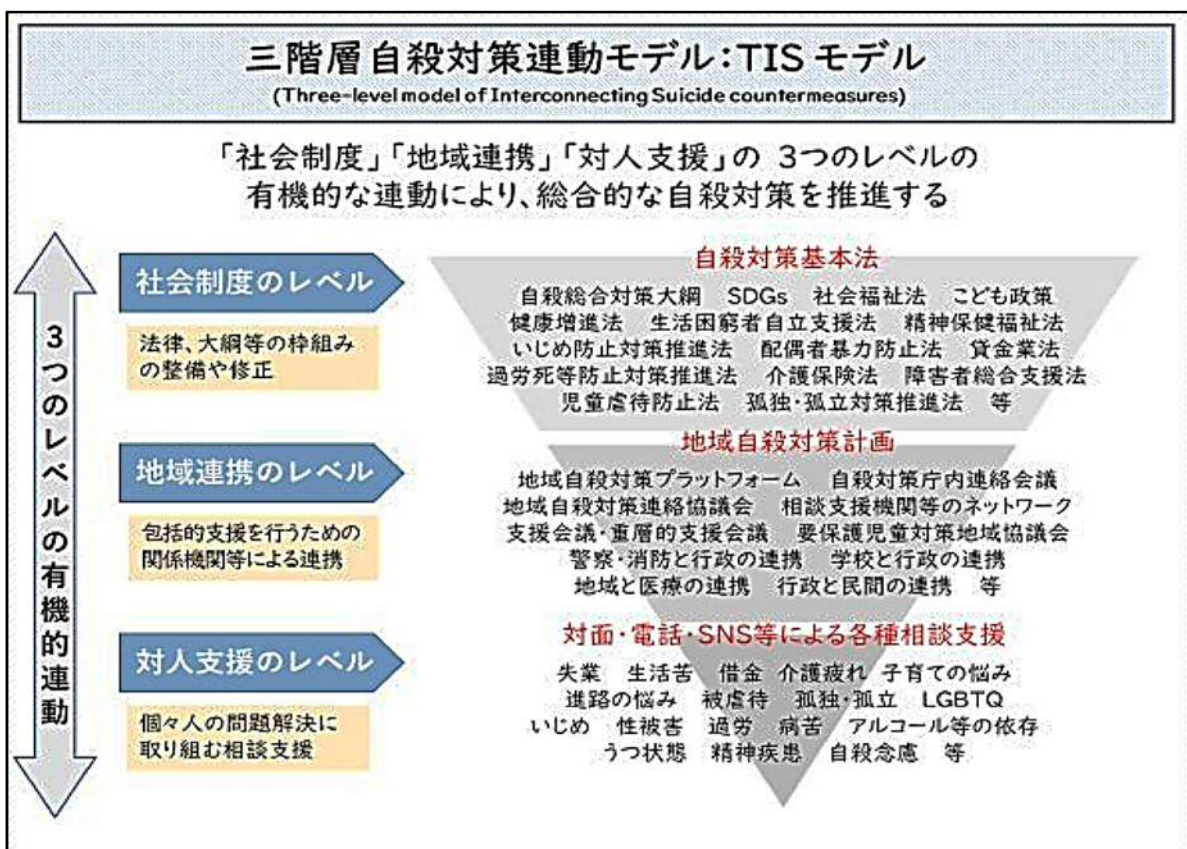 三階層自殺対策連動モデル:TISモデル
(Three-level model of Interconnecting Suicide countermeasures)
「社会制度」「地域連携」「対人支援」の 3つのレベルの
有機的な連動により、総合的な自殺対策を推進する
3つのレベルの有機的連動
社会制度のレベル
法律、大綱等の枠組み
の整備や修正
自殺対策基本法
自殺総合対策大綱 SDGs 社会福祉法 こども政策
健康増進法 生活困窮者自立支援法 精神保健福祉法
いじめ防止対策推進法 配偶者暴力防止法 貸金業法
過労死等防止対策推進法 介護保険法 障害者総合支援法
児童虐待防止法 孤独・孤立対策推進法 等
地域連携のレベル
包括的支援を行うための
関係機関等による連携
地域自殺対策計画
地域自殺対策プラットフォーム 自殺対策庁内連絡会議
地域自殺対策連絡協議会 相談支援機関等のネットワーク
支援会議・重層的支援会議 要保護児童対策地域協議会
警察・消防と行政の連携 学校と行政の連携
地域と医療の連携 行政と民間の連携 等
対人支援のレベル
個々人の問題解決に
取り組む相談支援
対面・電話・SNS等による各種相談支援
失業 生活苦 借金 介護疲れ 子育ての悩み
進路の悩み 被虐待 孤独・孤立 LGBTQ
いじめ 性被害 過労 病苦 アルコール等の依存
うつ状態 精神疾患 自殺念慮 等